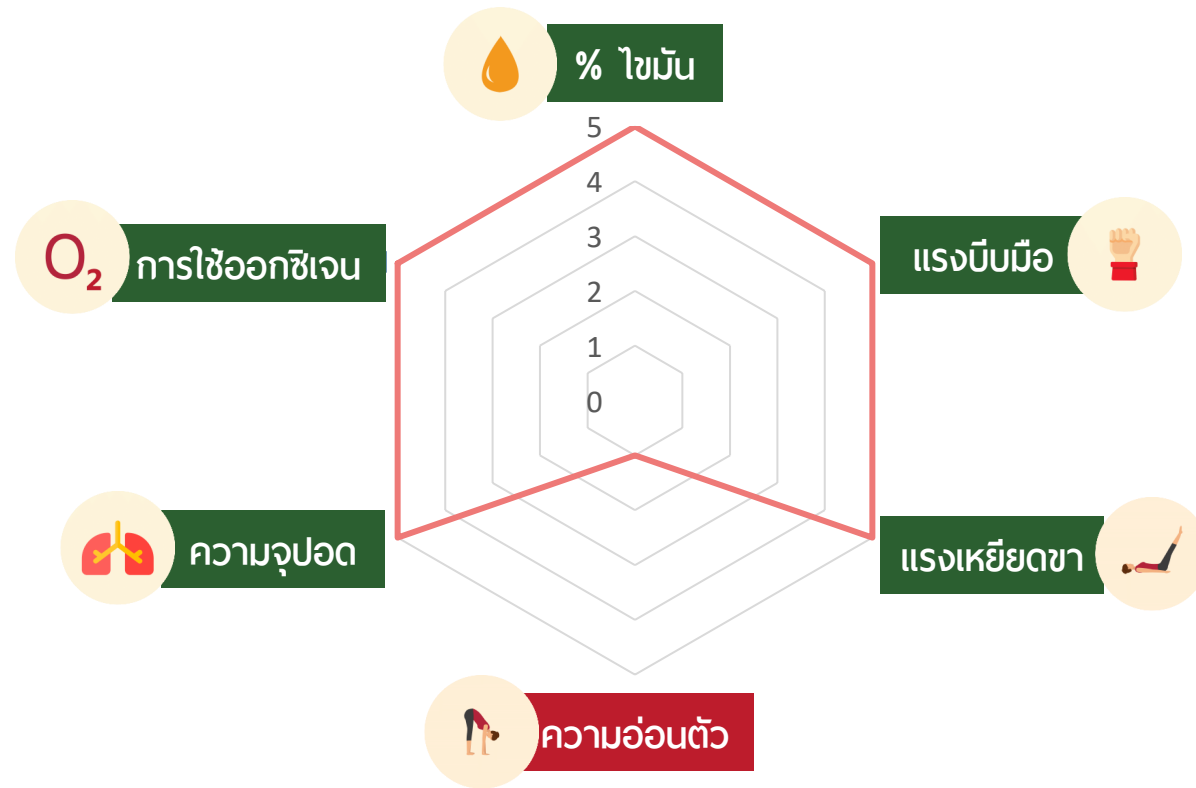 % ไขมัน
5
4
3
2
1
0
O₂ การใช้ออกซิเจน
แรงบีบมือ
ความจุปอด
แรงเหยียดขา
ความอ่อนตัว